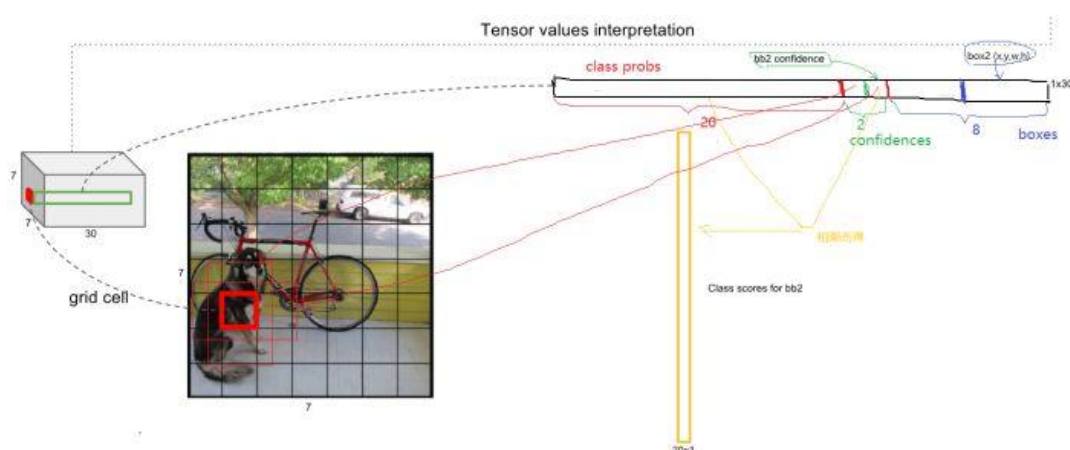 Tensor values interpretation
class probs
bb2 confidence
box2 (x,y,w,h)
1x30
20
2
confidences
8
boxes
7
7
30
grid cell
7
7
Class scores for bb2